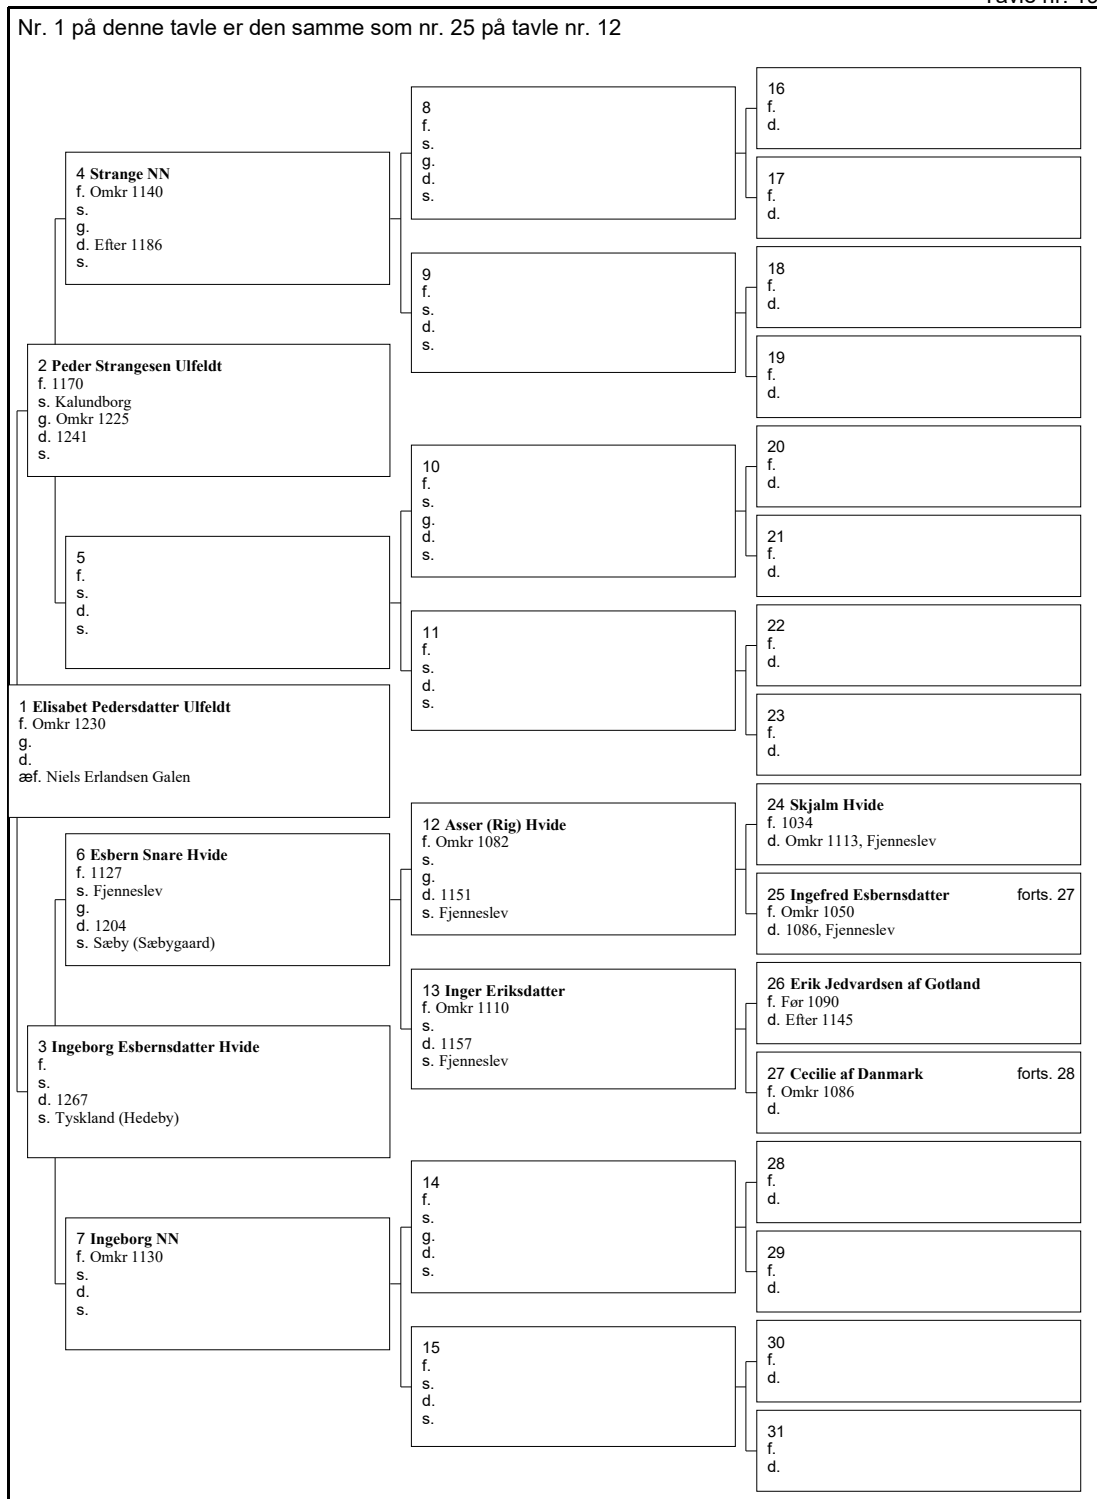 Nr. 1 på denne tavle er den samme som nr. 25 på tavle nr. 12
1 Elisabet Pedersdatter Ulfeldt
f. Omkr 1230
g.
d.
æf. Niels Erlandsen Galen
2 Peder Strangesen Ulfeldt
f. 1170
s. Kalundborg
g. Omkr 1225
d. 1241
s.
3 Ingeborg Esbernsdatter Hvide
f.
s.
d. 1267
s. Tyskland (Hedeby)
4 Strange NN
f. Omkr 1140
s.
g.
d. Efter 1186
s.
5
f.
s.
d.
s.
6 Esbern Snare Hvide
f. 1127
s. Fjenneslev
g.
d. 1204
s. Sæby (Sæbygaard)
7 Ingeborg NN
f. Omkr 1130
s.
d.
s.
8
f.
s.
g.
d.
s.
9
f.
s.
d.
s.
10
f.
s.
g.
d.
s.
11
f.
s.
d.
s.
12 Asser (Rig) Hvide
f. Omkr 1082
s.
g.
d. 1151
s. Fjenneslev
13 Inger Eriksdatter
f. Omkr 1110
s.
d. 1157
s. Fjenneslev
14
f.
s.
g.
d.
s.
15
f.
s.
d.
s.
16
f.
d.
17
f.
d.
18
f.
d.
19
f.
d.
20
f.
d.
21
f.
d.
22
f.
d.
23
f.
d.
24 Skjalm Hvide
f. 1034
d. Omkr 1113, Fjenneslev
25 Ingefred Esbernsdatter forts. 27
f. Omkr 1050
d. 1086, Fjenneslev
26 Erik Jedvardsen af Gotland
f. Før 1090
d. Efter 1145
27 Cecilie af Danmark forts. 28
f. Omkr 1086
d.
28
f.
d.
29
f.
d.
30
f.
d.
31
f.
d.